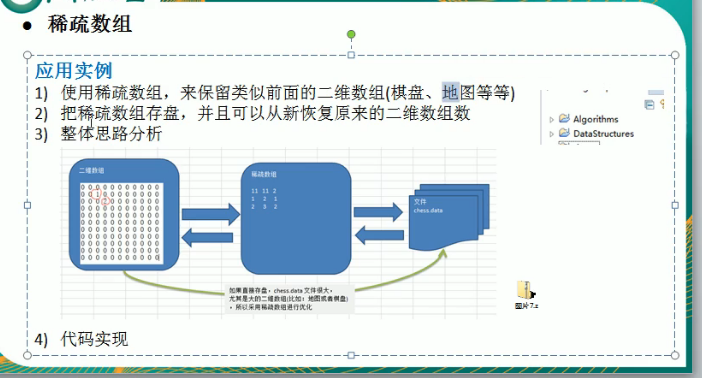 稀疏数组
应用实例
1) 使用稀疏数组，来保留类似前面的二维数组(棋盘、地图等等)
2) 把稀疏数组存盘，并且可以从新恢复原来的二维数组数
3) 整体思路分析
Algorithms
DataStructures
二维数组
0 0 0 0 0 0 0 0 0 0 0
0 0 1 0 0 0 0 0 0 0 0
0 0 0 2 0 0 0 0 0 0 0
0 0 0 0 0 0 0 0 0 0 0
0 0 0 0 0 0 0 0 0 0 0
0 0 0 0 0 0 0 0 0 0 0
0 0 0 0 0 0 0 0 0 0 0
0 0 0 0 0 0 0 0 0 0 0
0 0 0 0 0 0 0 0 0 0 0
0 0 0 0 0 0 0 0 0 0 0
0 0 0 0 0 0 0 0 0 0 0
稀疏数组
11 11 2
1 2 1
2 3 2
文件
chess.data
如果直接存盘，chess.data 文件很大，
尤其是大的二维数组(比如：地图或者棋盘)
，所以采用稀疏数组进行优化
图片7.z
4) 代码实现